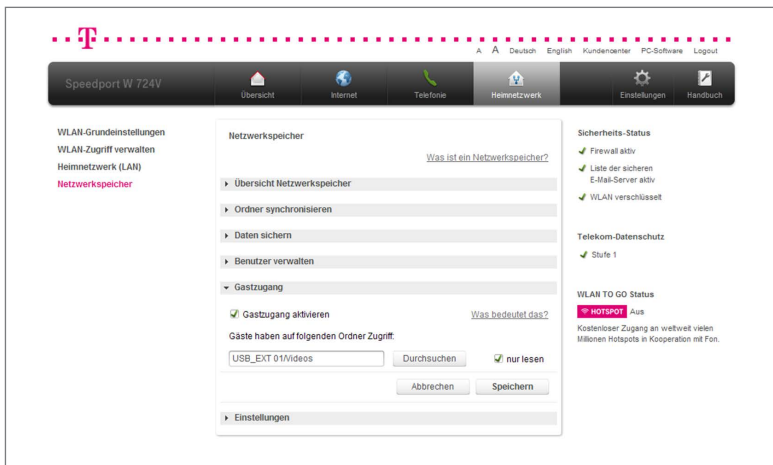 T
A A Deutsch English Kundencenter PC-Software Logout
Speedport W 724V
Übersicht Internet Telefonie Heimnetzwerk Einstellungen Handbuch
WLAN-Grundeinstellungen
WLAN-Zugriff verwalten
Heimnetzwerk (LAN)
Netzwerkspeicher
Netzwerkspeicher
Was ist ein Netzwerkspeicher?
Übersicht Netzwerkspeicher
Ordner synchronisieren
Daten sichern
Benutzer verwalten
Gastzugang
Gastzugang aktivieren Was bedeutet das?
Gäste haben auf folgenden Ordner Zugriff:
USB_EXT 01/Videos Durchsuchen nur lesen
Abbrechen Speichern
Einstellungen
Sicherheits-Status
Firewall aktiv
Liste der sicheren
E-Mail-Server aktiv
WLAN verschlüsselt
Telekom-Datenschutz
Stufe 1
WLAN TO GO Status
HOTSPOT Aus
Kostenloser Zugang an weltweit vielen
Millionen Hotspots in Kooperation mit Fon.